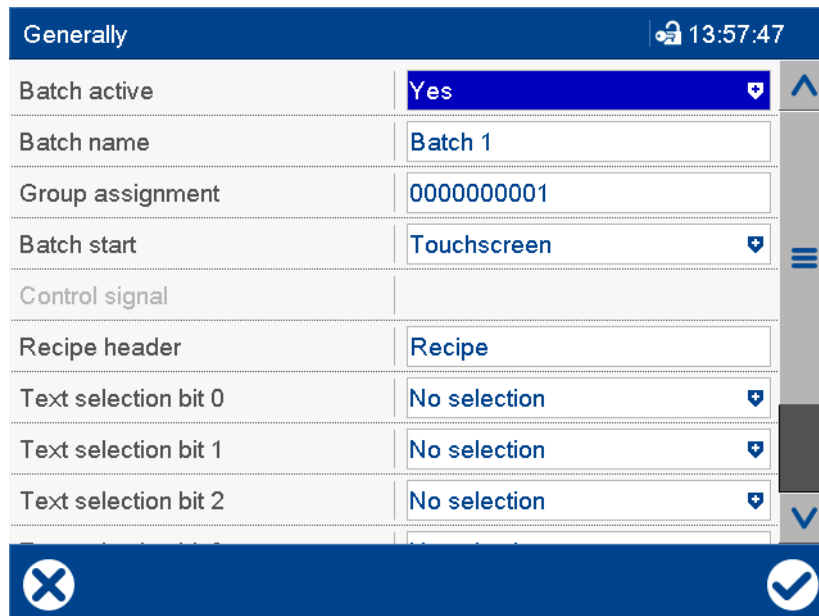 Generally 13:57:47
Batch active Yes
Batch name Batch 1
Group assignment 0000000001
Batch start Touchscreen
Control signal
Recipe header Recipe
Text selection bit 0 No selection
Text selection bit 1 No selection
Text selection bit 2 No selection